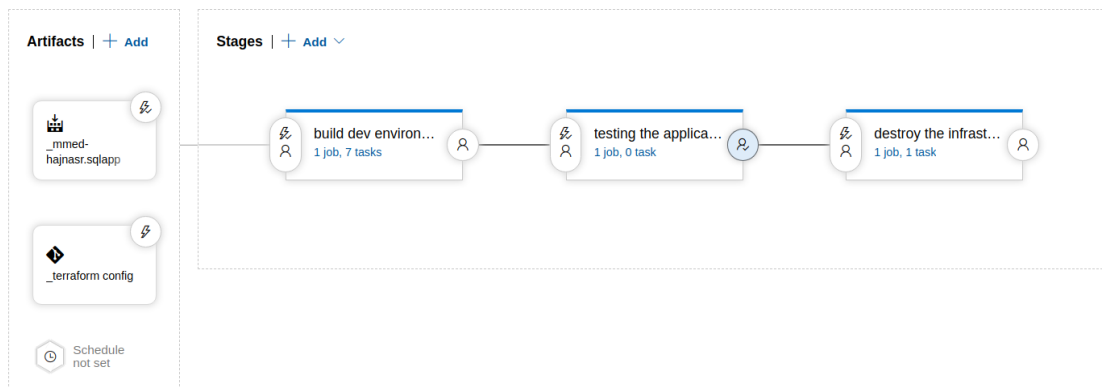 Artifacts | + Add
Stages | + Add
_mmed-
hajnasr.sqlapp
build dev environ...
1 job, 7 tasks
testing the applica...
1 job, 0 task
destroy the infrast...
1 job, 1 task
_terraform config
Schedule
not set